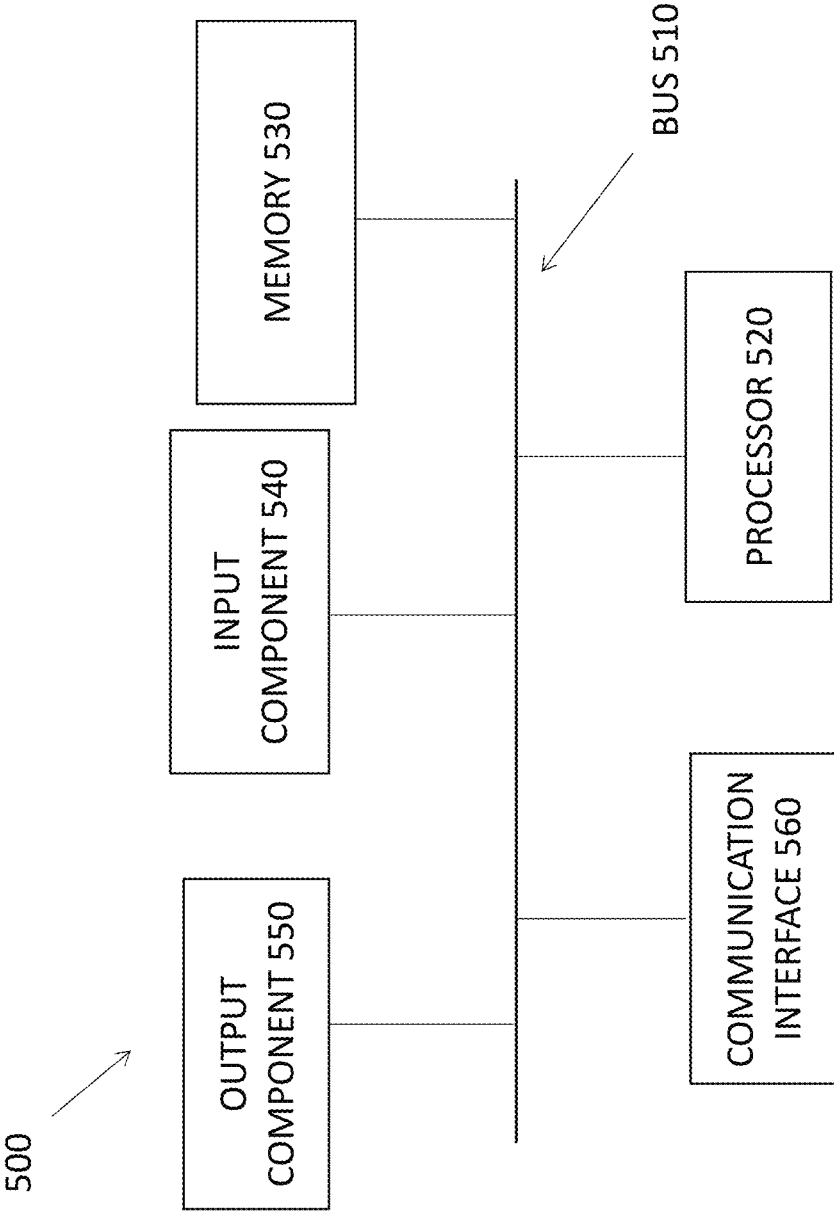 500
OUTPUT
COMPONENT 550
INPUT
COMPONENT 540
MEMORY 530
BUS 510
COMMUNICATION
INTERFACE 560
PROCESSOR 520